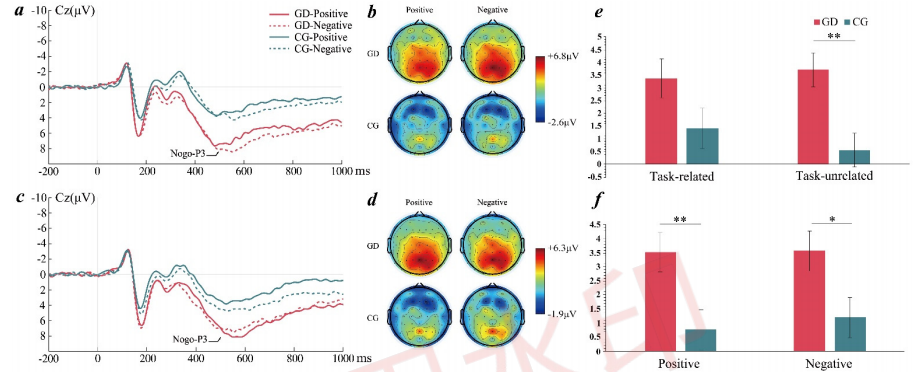 a
Cz(μV)
-10
-8
-6
-4
-2
0
2
4
6
8
GD-Positive
GD-Negative
CG-Positive
CG-Negative
Nogo-P3
-200
0
200
400
600
800
1000 ms
b
Positive
Negative
GD
CG
+6.8μV
-2.6μV
e
GD
CG
5
4.5
4
3.5
3
2.5
2
1.5
1
0.5
0
-0.5
**
Task-related
Task-unrelated
c
Cz(μV)
-10
-8
-6
-4
-2
0
2
4
6
8
Nogo-P3
-200
0
200
400
600
800
1000 ms
d
Positive
Negative
GD
CG
+6.3μV
-1.9μV
f
4.5
4
3.5
3
2.5
2
1.5
1
0.5
0
**
*
Positive
Negative
水印